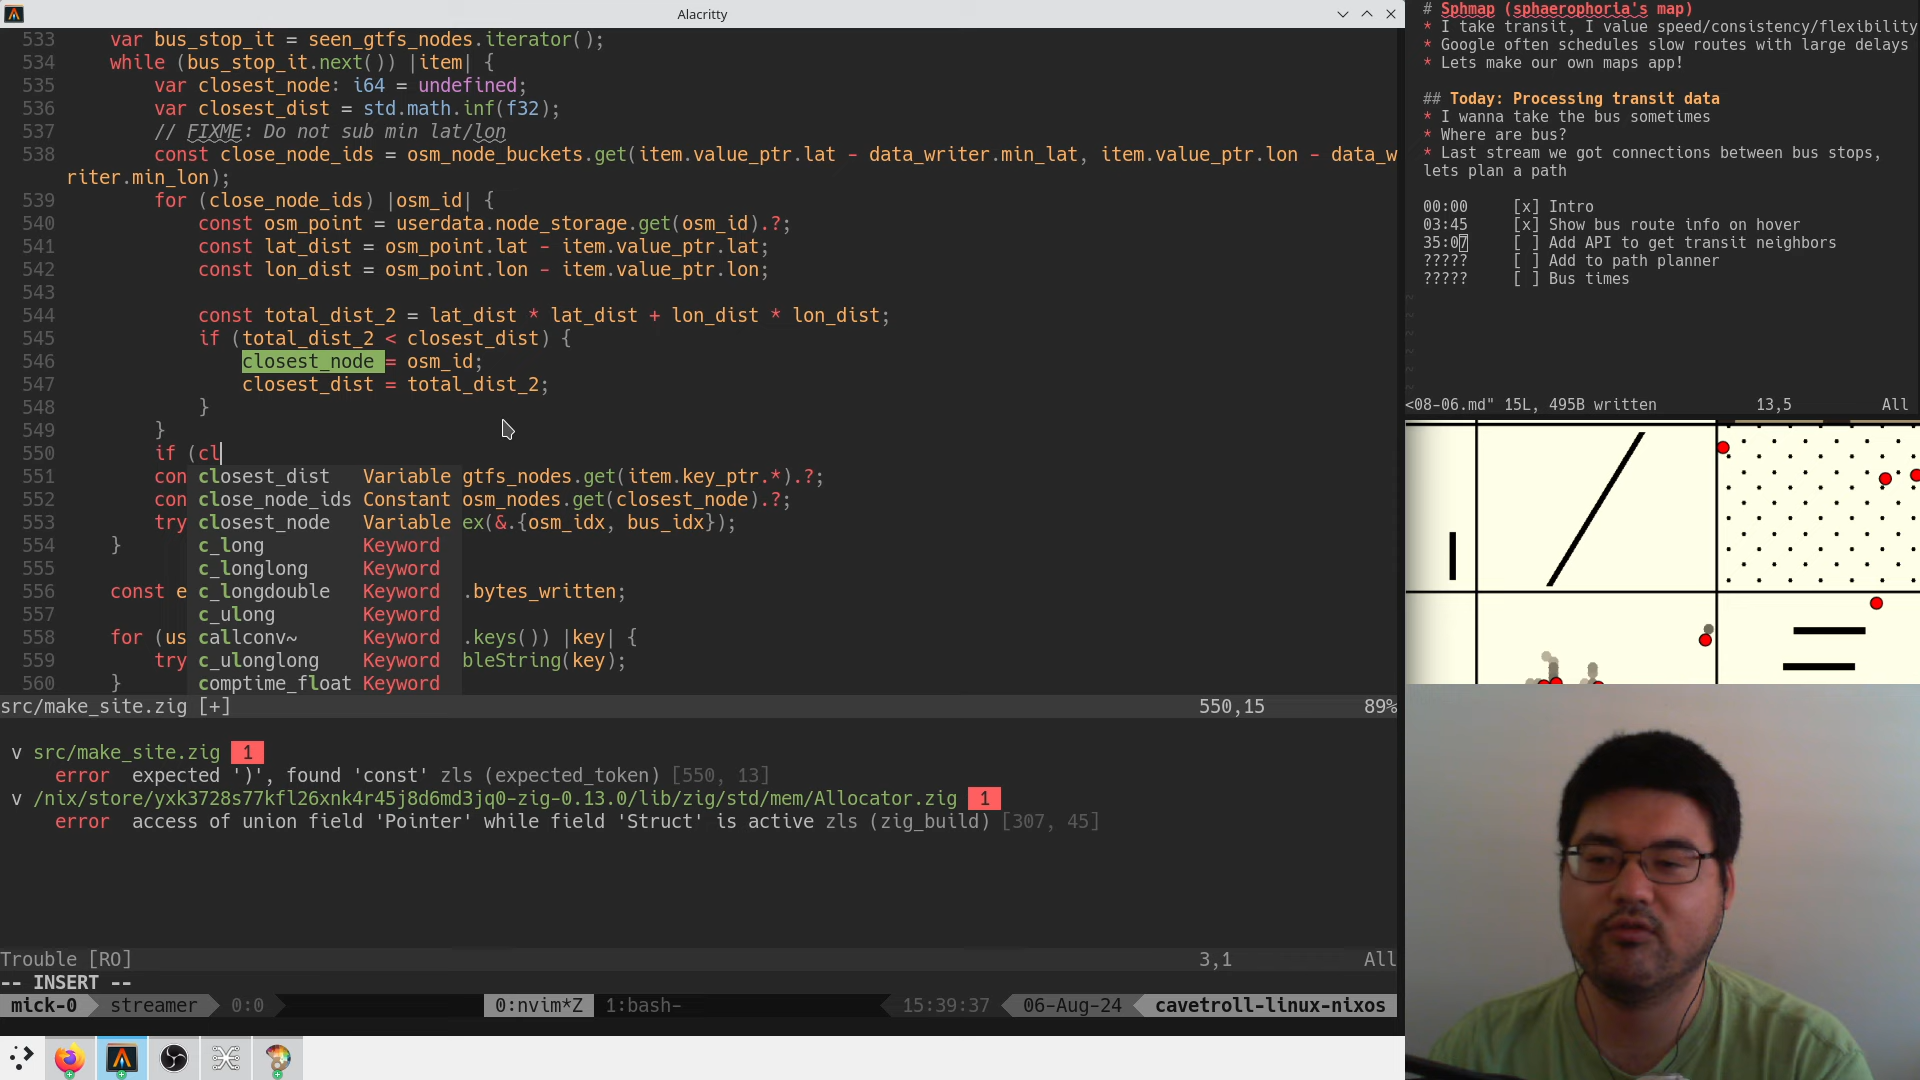 Alacritty
533 var bus_stop_it = seen_gtfs_nodes.iterator();
534 while (bus_stop_it.next()) |item| {
535 var closest_node: i64 = undefined;
536 var closest_dist = std.math.inf(f32);
537 // FIXME: Do not sub min lat/lon
538 const close_node_ids = osm_node_buckets.get(item.value_ptr.lat - data_writer.min_lat, item.value_ptr.lon - data_w
riter.min_lon);
539 for (close_node_ids) |osm_id| {
540 const osm_point = userdata.node_storage.get(osm_id).?;
541 const lat_dist = osm_point.lat - item.value_ptr.lat;
542 const lon_dist = osm_point.lon - item.value_ptr.lon;
543
544 const total_dist_2 = lat_dist * lat_dist + lon_dist * lon_dist;
545 if (total_dist_2 < closest_dist) {
546 closest_node = osm_id;
547 closest_dist = total_dist_2;
548 }
549 }
550 if (cl
551 con closest_dist Variable gtfs_nodes.get(item.key_ptr.*).?;
552 con close_node_ids Constant osm_nodes.get(closest_node).?;
553 try closest_node Variable ex(&.{osm_idx, bus_idx});
554 } c_long Keyword
555 c_longlong Keyword
556 const e c_longdouble Keyword .bytes_written;
557 c_ulong Keyword
558 for (us callconv~ Keyword .keys()) |key| {
559 try c_ulonglong Keyword bleString(key);
560 } comptime_float Keyword
src/make_site.zig [+] 550,15 89%
v src/make_site.zig 1
error expected ')', found 'const' zls (expected_token) [550, 13]
v /nix/store/yxk3728s77kfl26xnk4r45j8d6md3jq0-zig-0.13.0/lib/zig/std/mem/Allocator.zig 1
error access of union field 'Pointer' while field 'Struct' is active zls (zig_build) [307, 45]
Trouble [RO] 3,1 All
-- INSERT --
mick-0 streamer 0:0 0:nvim*Z 1:bash- 15:39:37 06-Aug-24 cavetroll-linux-nixos
# Sphmap (sphaerophoria's map)
* I take transit, I value speed/consistency/flexibility
* Google often schedules slow routes with large delays
* Lets make our own maps app!
## Today: Processing transit data
* I wanna take the bus sometimes
* Where are bus?
* Last stream we got connections between bus stops,
lets plan a path
00:00 [x] Intro
03:45 [x] Show bus route info on hover
35:07 [ ] Add API to get transit neighbors
????? [ ] Add to path planner
????? [ ] Bus times
~
~
~
~
~
~
<08-06.md" 15L, 495B written 13,5 All